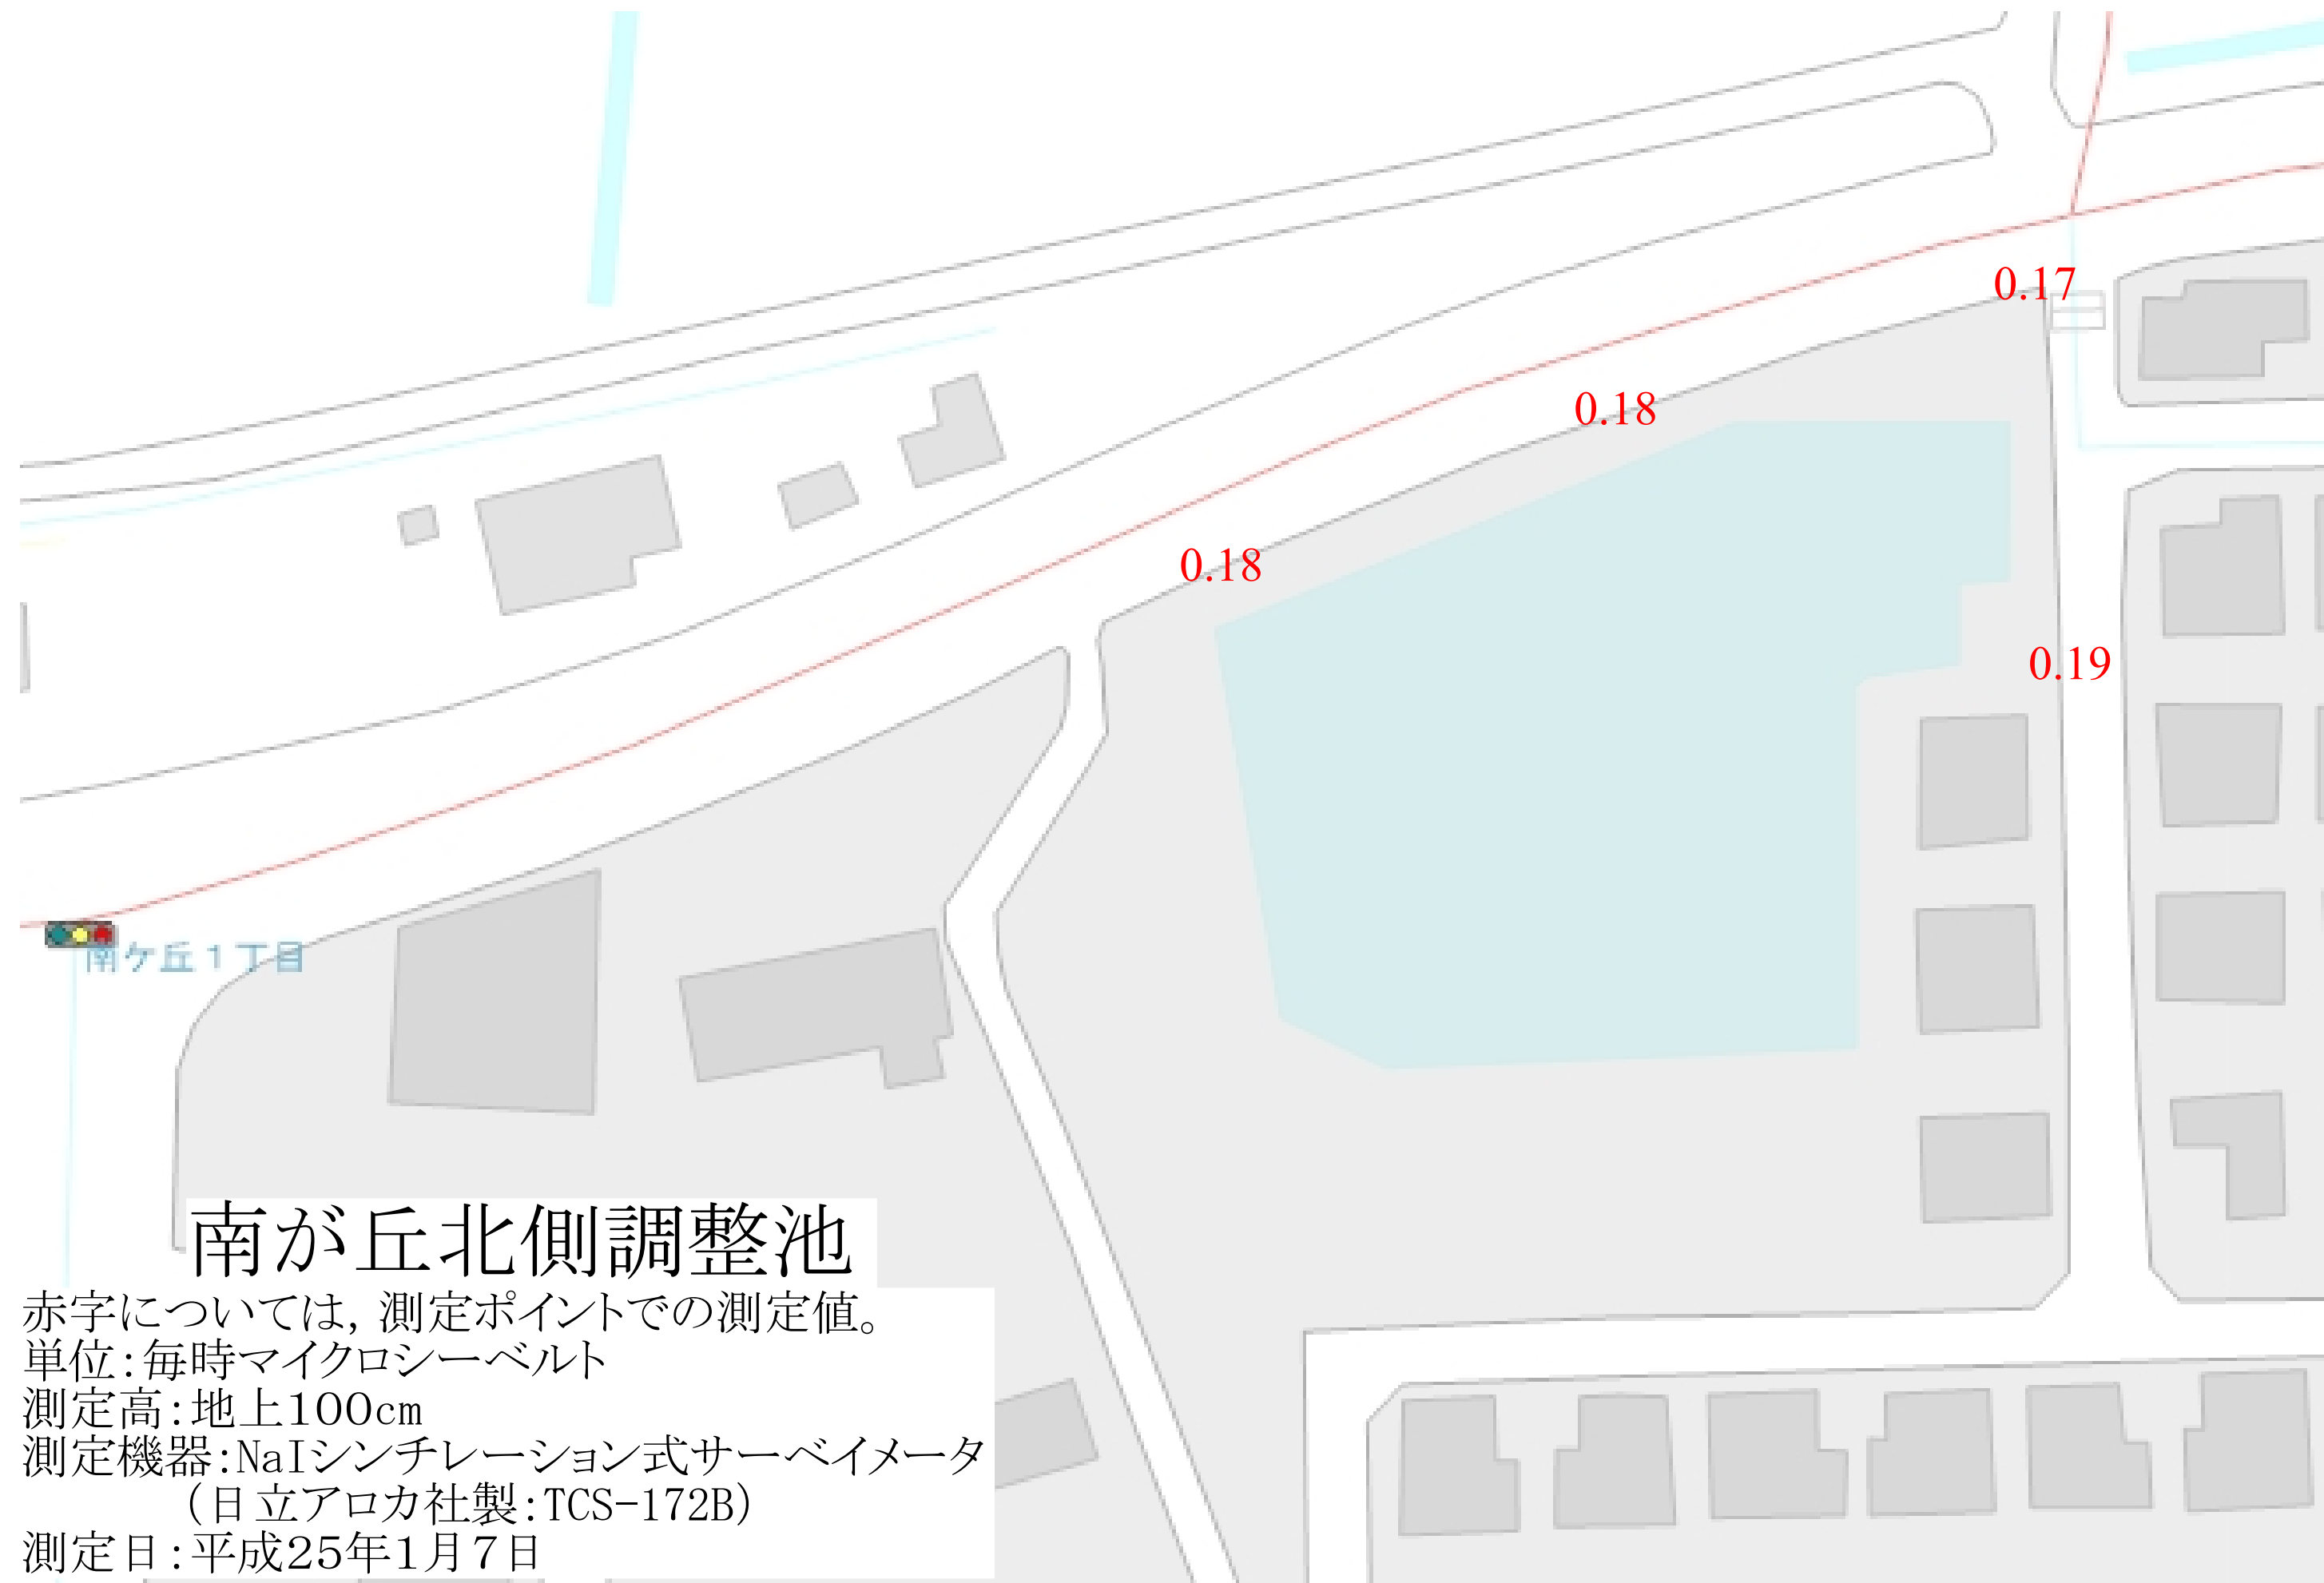 0.17
0.18
0.18
0.19
南ケ丘1丁目
南が丘北側調整池
赤字については，測定ポイントでの測定値。
単位：毎時マイクロシーベルト
測定高：地上100cm
測定機器：NaIシンチレーション式サーベイメータ
（日立アロカ社製：TCS-172B）
測定日：平成25年1月7日